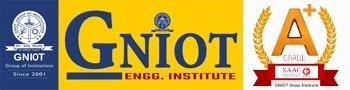 GNIOT
Group of Institutions
Since 2001
GNIOT
ENGG. INSTITUTE
A+
GRADE
NAAC
GNIOT Engg. Institute